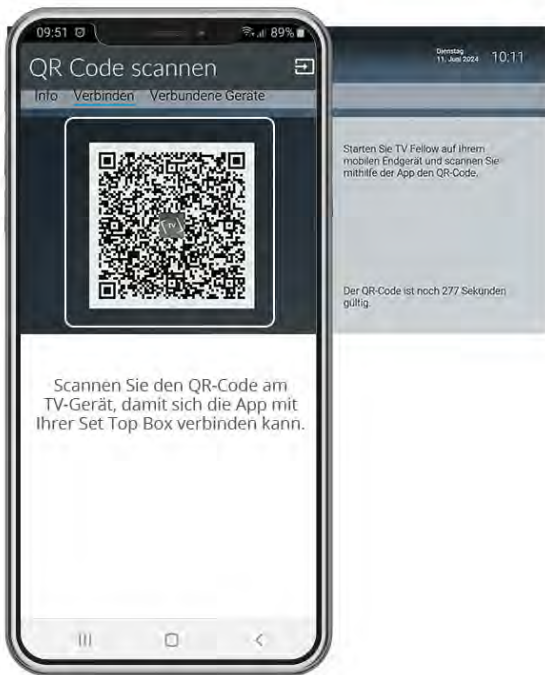 09:51
89%
QR Code scannen
Info Verbinden Verbundene Geräte
TV
Scannen Sie den QR-Code am
TV-Gerät, damit sich die App mit
Ihrer Set Top Box verbinden kann.
Dienstag
11. Juni 2024
10:11
Starten Sie TV Fellow auf Ihrem
mobilen Endgerät und scannen Sie
mithilfe der App den QR-Code.
Der QR-Code ist noch 277 Sekunden
gültig.